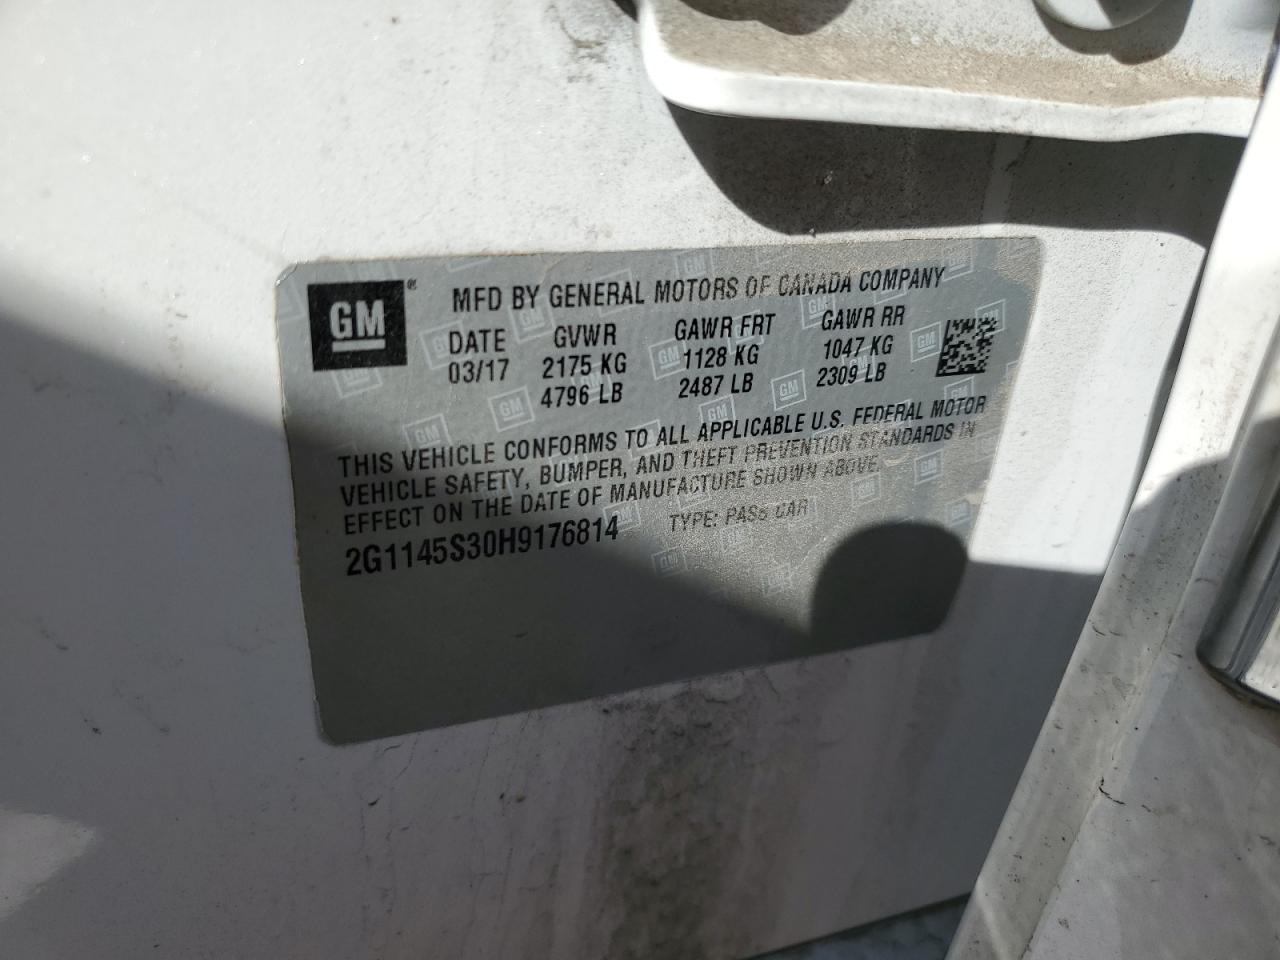 GM®
MFD BY GENERAL MOTORS OF CANADA COMPANY
DATE GVWR GAWR FRT GAWR RR
03/17 2175 KG 1128 KG 1047 KG
4796 LB 2487 LB 2309 LB
THIS VEHICLE CONFORMS TO ALL APPLICABLE U.S. FEDERAL MOTOR
VEHICLE SAFETY, BUMPER, AND THEFT PREVENTION STANDARDS IN
EFFECT ON THE DATE OF MANUFACTURE SHOWN ABOVE.
2G1145S30H9176814 TYPE: PASS CAR